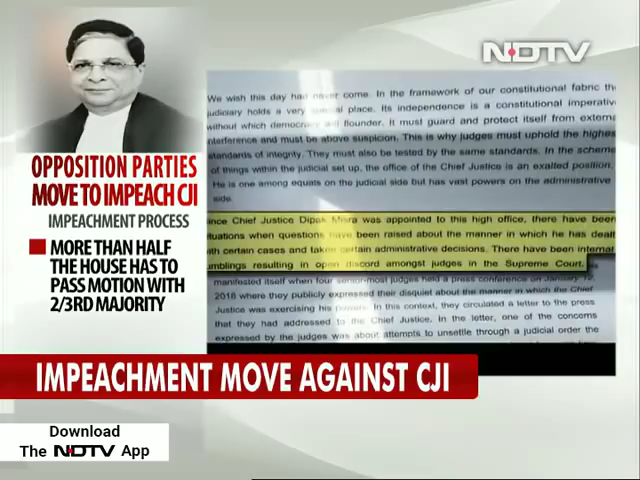 NDTV
OPPOSITION PARTIES
MOVE TO IMPEACH CJI
IMPEACHMENT PROCESS
MORE THAN HALF
THE HOUSE HAS TO
PASS MOTION WITH
2/3RD MAJORITY
We wish this day had never come. In the framework of our constitutional fabric the
judiciary holds a very special place. Its independence is a constitutional imperative
without which democracy will flounder. It must guard and protect itself from externa
interference and must be above suspicion. This is why judges must uphold the highes
standards of integrity. They must also be tested by the same standards. In the scheme
of things within the judicial set up, the office of the Chief Justice is an exalted position.
He is one among equals on the judicial side but has vast powers on the administrative
side.
nce Chief Justice Dipak Misra was appointed to this high office, there have been
tuations when questions have been raised about the manner in which he has dealt
th certain cases and taken certain administrative decisions. There have been internal
mblings resulting in open discord amongst judges in the Supreme Court.
manifested itself when four senior-most judges held a press conference on January 12,
2018 where they publicly expressed their disquiet about the manner in which the Chief
Justice was exercising his powers. In this context, they circulated a letter to the press
that they had addressed to the Chief Justice. In the letter, one of the concerns
expressed by the judges was about attempts to unsettle through a judicial order the
IMPEACHMENT MOVE AGAINST CJI
Download
The NDTV App